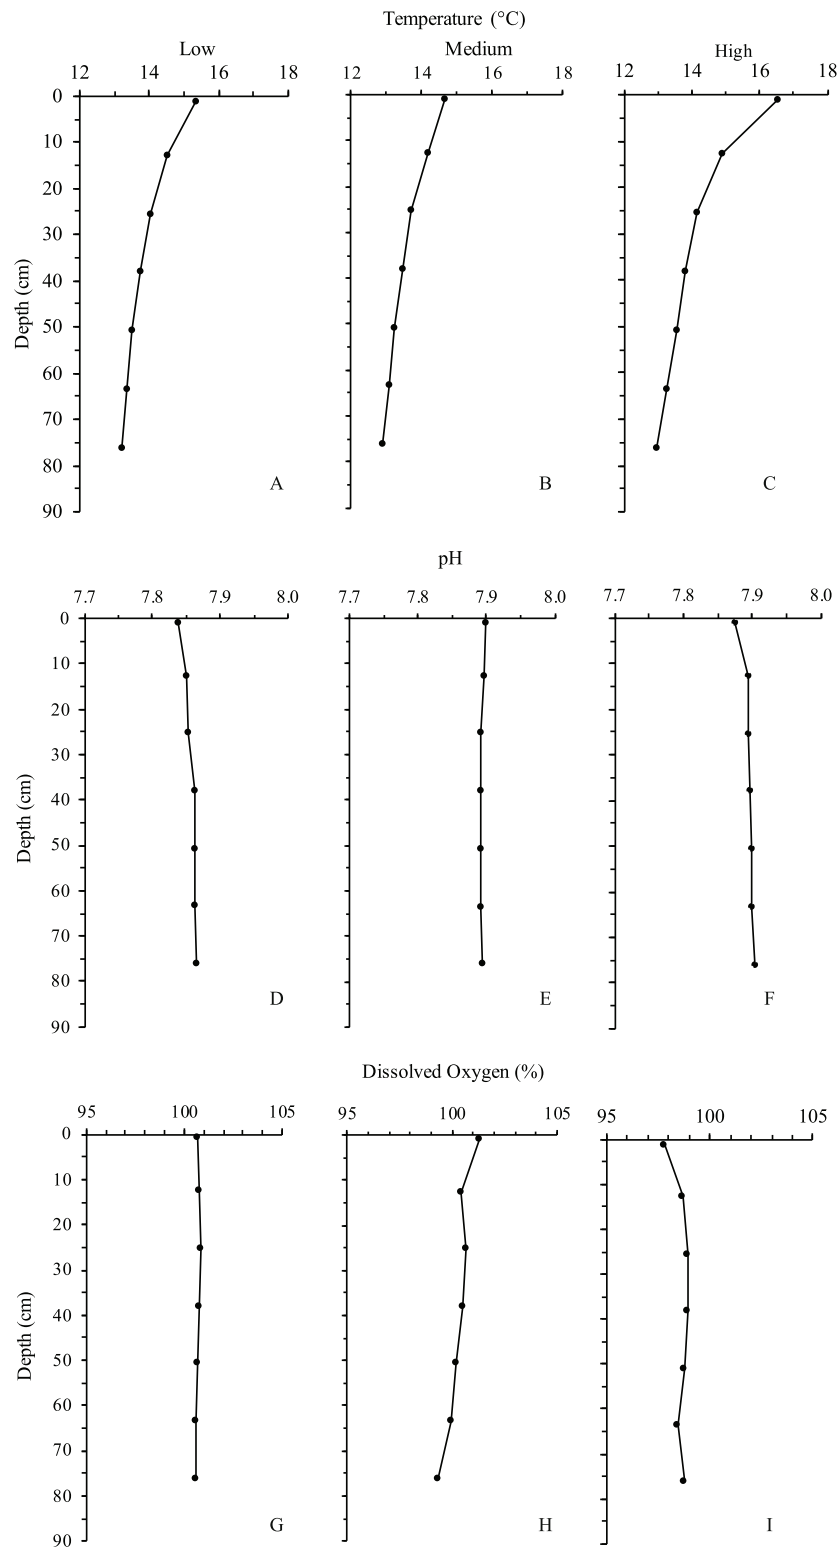 Temperature (°C)
Low Medium High
12 14 16 18 12 14 16 18 12 14 16 18
0
10
20
30
40
50
60
70
80
90
Depth (cm)
A B C
pH
7.7 7.8 7.9 8.0 7.7 7.8 7.9 8.0 7.7 7.8 7.9 8.0
0
10
20
30
40
50
60
70
80
90
Depth (cm)
D E F
Dissolved Oxygen (%)
95 100 105 95 100 105 95 100 105
0
10
20
30
40
50
60
70
80
90
Depth (cm)
G H I